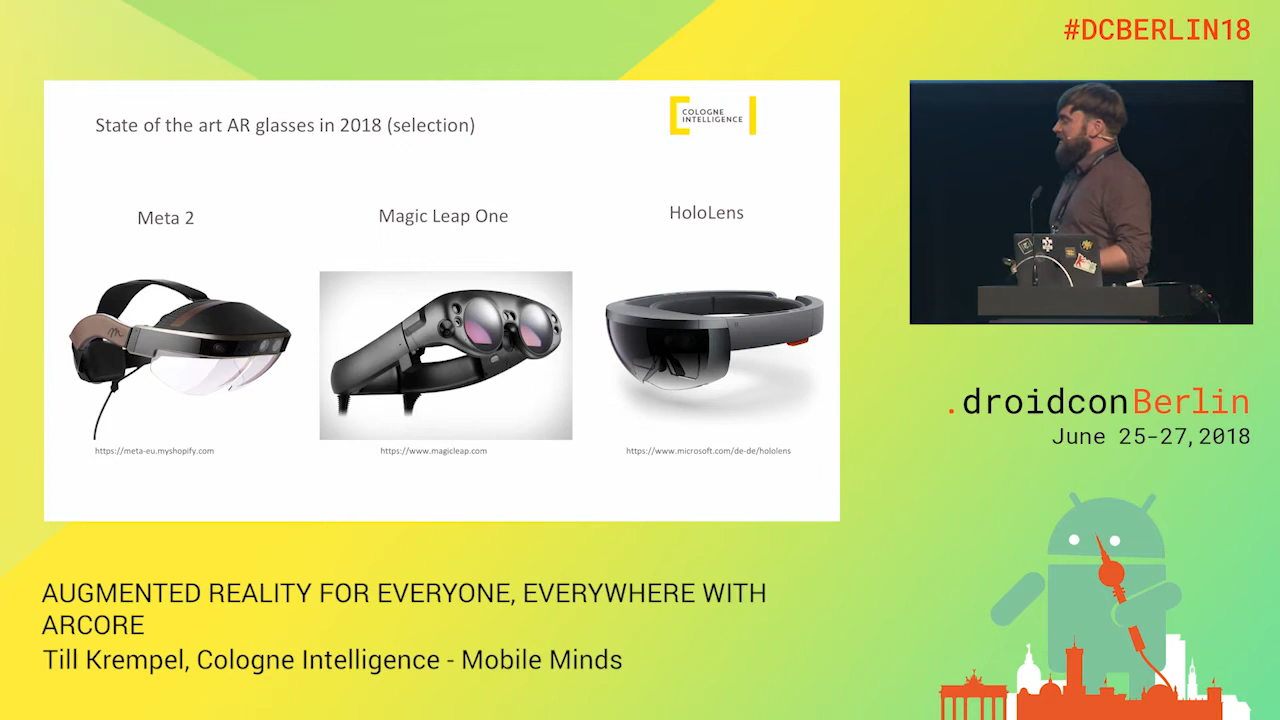 #DCBERLIN18
State of the art AR glasses in 2018 (selection)
COLOGNE
INTELLIGENCE
Meta 2
Magic Leap One
HoloLens
https://meta-eu.myshopify.com
https://www.magicleap.com
https://www.microsoft.com/de-de/hololens
.droidconBerlin
June 25-27, 2018
AUGMENTED REALITY FOR EVERYONE, EVERYWHERE WITH
ARCORE
Till Krempel, Cologne Intelligence - Mobile Minds